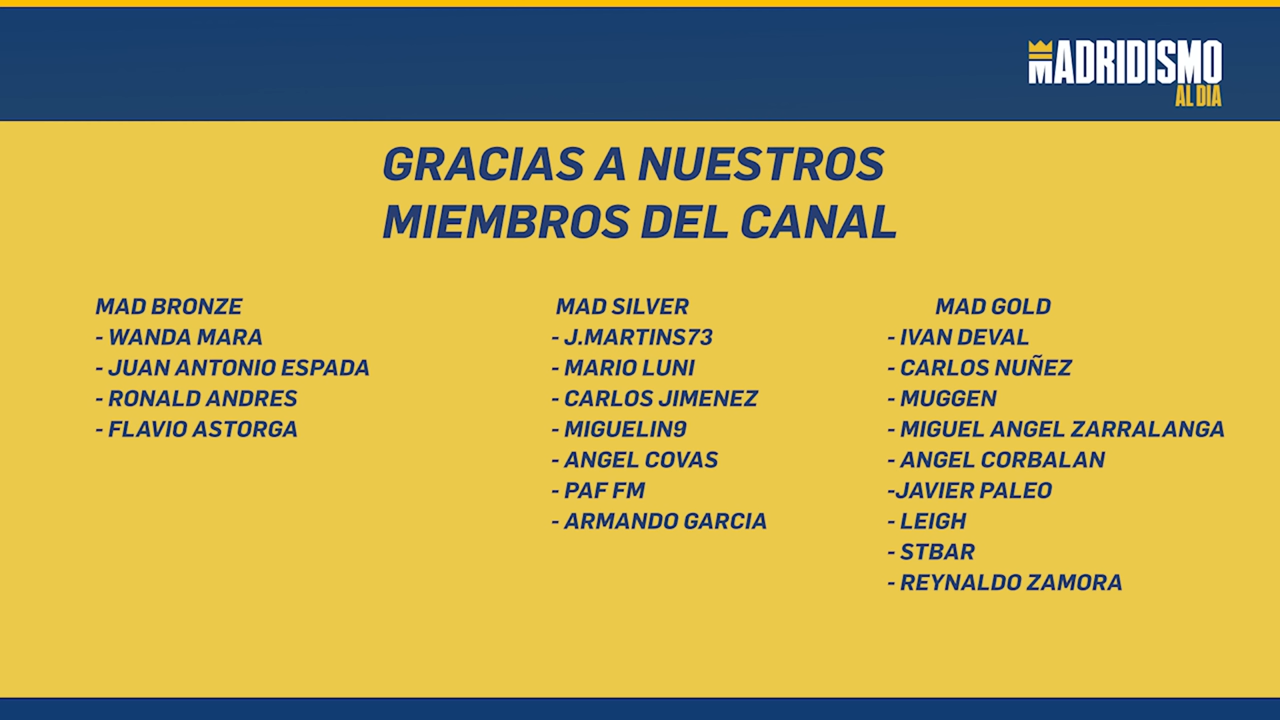 MADRIDISMO
AL DIA
GRACIAS A NUESTROS
MIEMBROS DEL CANAL
MAD BRONZE
- WANDA MARA
- JUAN ANTONIO ESPADA
- RONALD ANDRES
- FLAVIO ASTORGA
MAD SILVER
- J.MARTINS73
- MARIO LUNI
- CARLOS JIMENEZ
- MIGUELIN9
- ANGEL COVAS
- PAF FM
- ARMANDO GARCIA
MAD GOLD
- IVAN DEVAL
- CARLOS NUÑEZ
- MUGGEN
- MIGUEL ANGEL ZARRALANGA
- ANGEL CORBALAN
-JAVIER PALEO
- LEIGH
- STBAR
- REYNALDO ZAMORA